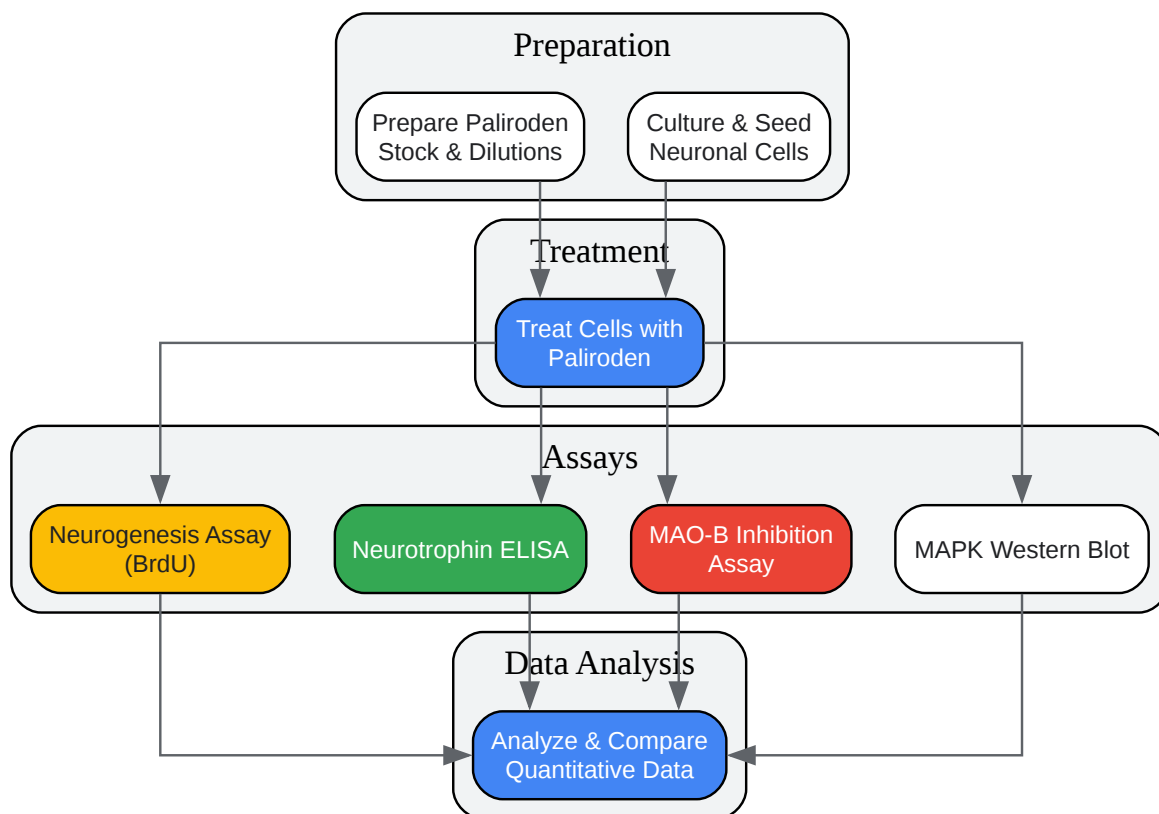 Preparation
Prepare Paliroden
Stock & Dilutions
Culture & Seed
Neuronal Cells
Treatment
Treat Cells with
Paliroden
Assays
Neurogenesis Assay
(BrdU)
Neurotrophin ELISA
MAO-B Inhibition
Assay
MAPK Western Blot
Data Analysis
Analyze & Compare
Quantitative Data